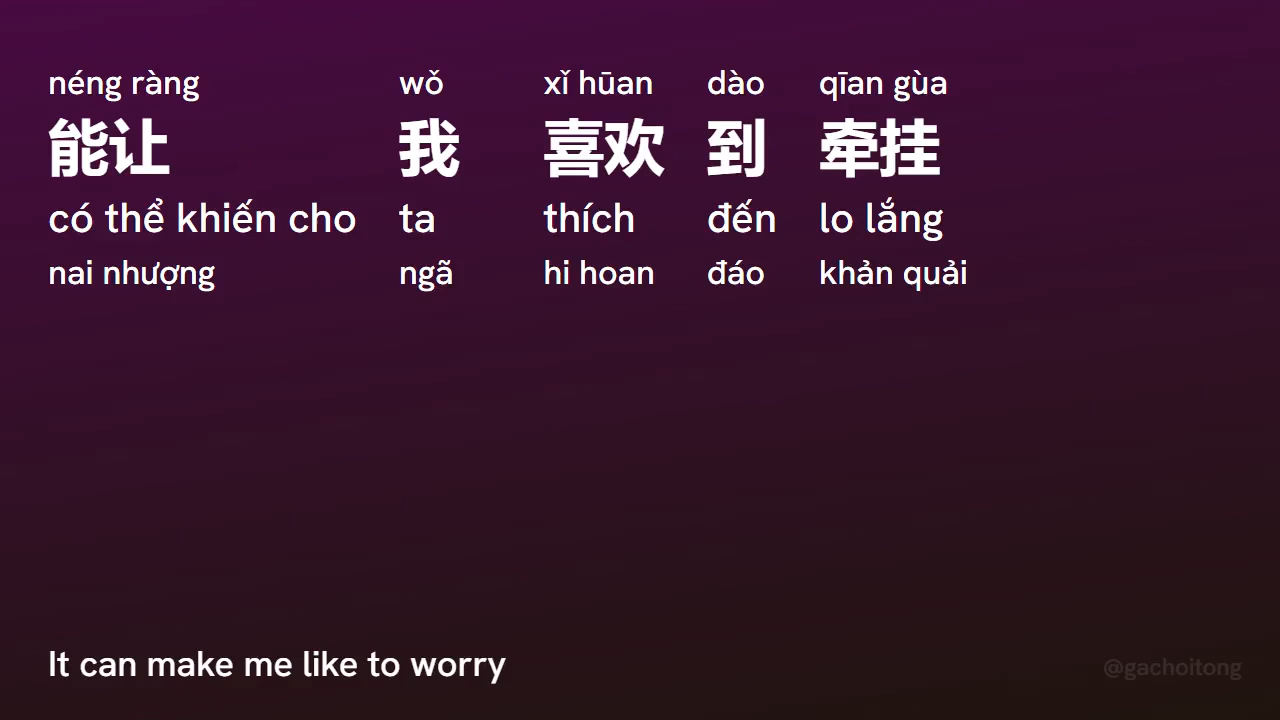 néng ràng wǒ xǐ hūan dào qīan gùa
能让 我 喜欢 到 牵挂
có thể khiến cho ta thích đến lo lắng
nai nhượng ngã hi hoan đáo khản quải
It can make me like to worry
@gachoitong